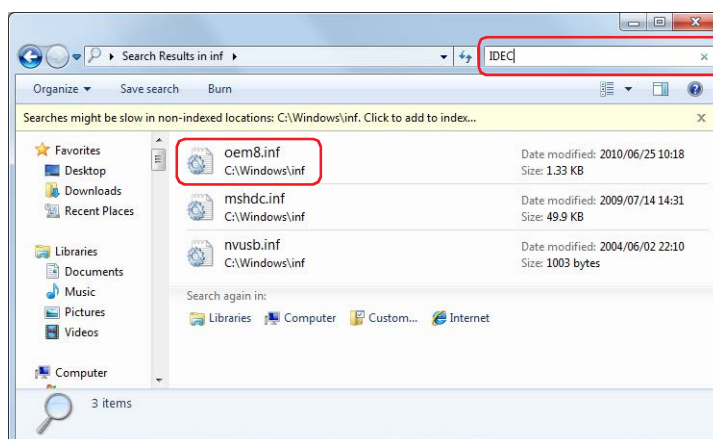 Search Results in inf
IDEC
Organize Save search Burn
Searches might be slow in non-indexed locations: C:\Windows\inf. Click to add to index...
Favorites
Desktop
Downloads
Recent Places
Libraries
Documents
Music
Pictures
Videos
Computer
oem8.inf
C:\Windows\inf
Date modified: 2010/06/25 10:18
Size: 1.33 KB
mshdc.inf
C:\Windows\inf
Date modified: 2009/07/14 14:31
Size: 49.9 KB
nvusb.inf
C:\Windows\inf
Date modified: 2004/06/02 22:10
Size: 1003 bytes
Search again in:
Libraries Computer Custom... Internet
3 items